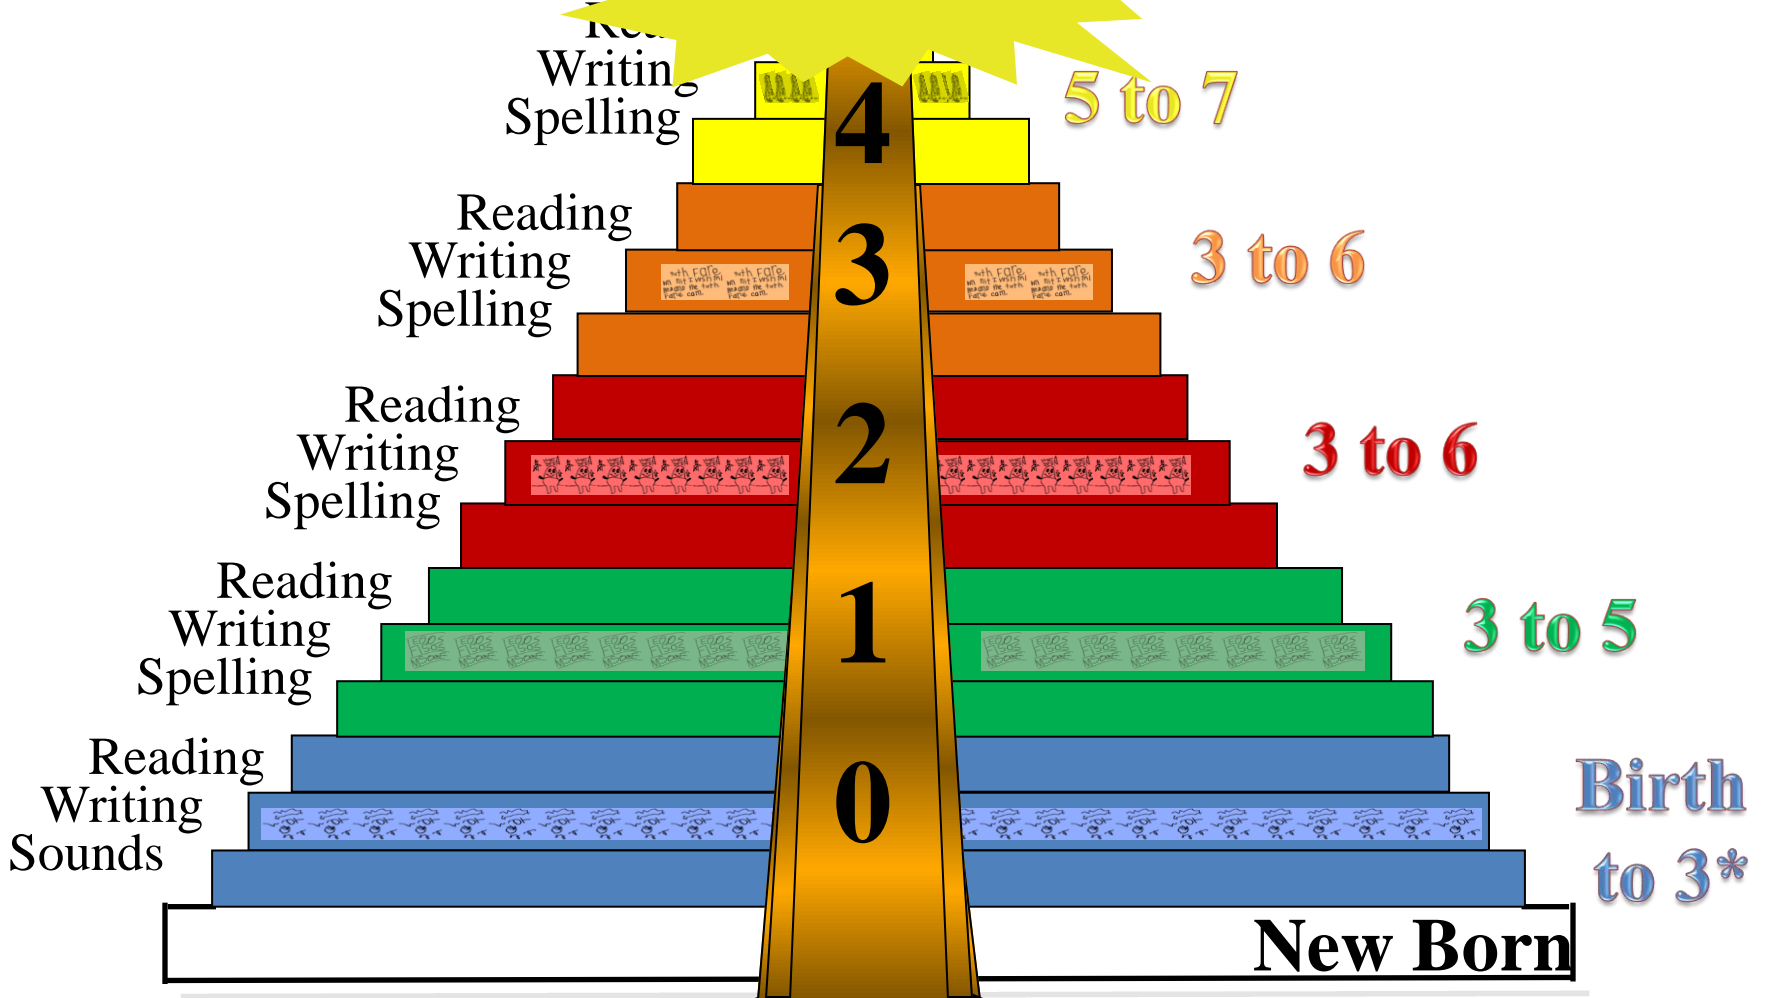 Writing
Spelling
4
5 to 7
Reading
Writing
Spelling
3
3 to 6
Reading
Writing
Spelling
2
3 to 6
Reading
Writing
Spelling
1
3 to 5
Reading
Writing
Sounds
0
Birth
to 3*
New Born